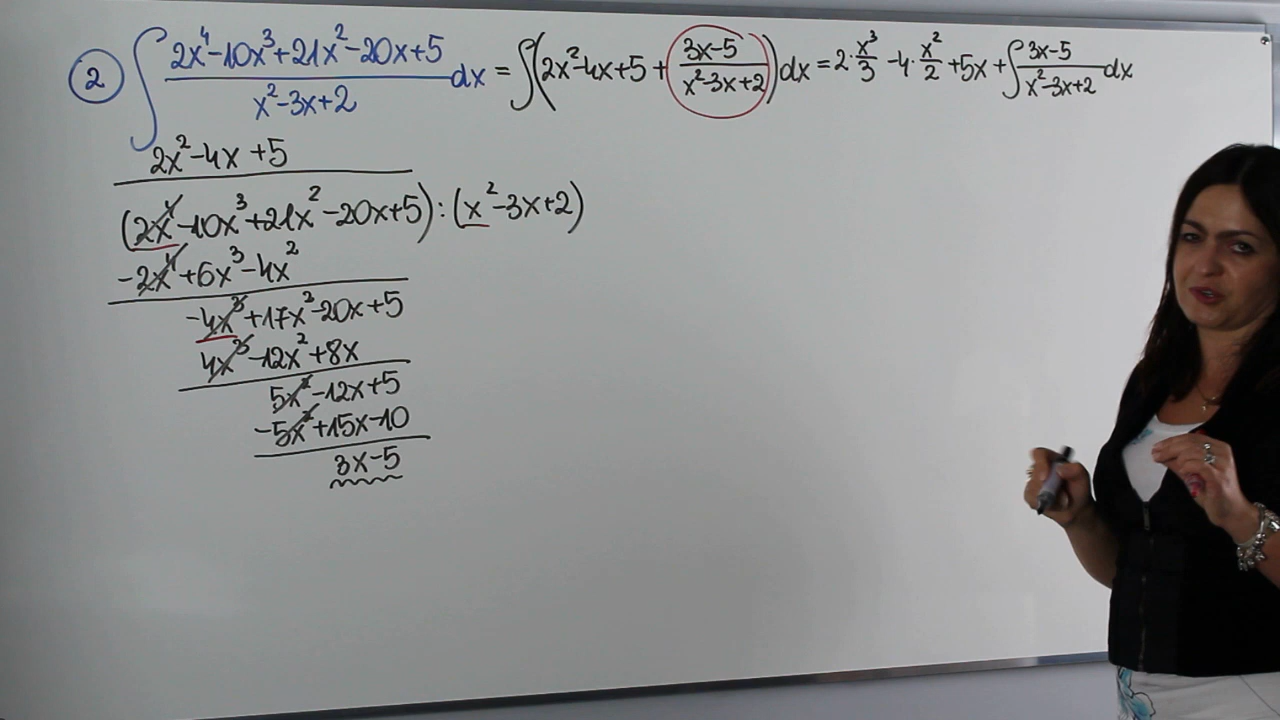 ② ∫ (2x⁴-10x³+21x²-20x+5)/(x²-3x+2) dx = ∫(2x²-4x+5 + (3x-5)/(x²-3x+2))dx = 2·x³/3 -4·x²/2 +5x + ∫(3x-5)/(x²-3x+2) dx
2x²-4x+5
(2x⁴-10x³+21x²-20x+5):(x²-3x+2)
-2x⁴+6x³-4x²
-4x³+17x²-20x+5
4x³-12x²+8x
5x²-12x+5
-5x²+15x-10
3x-5